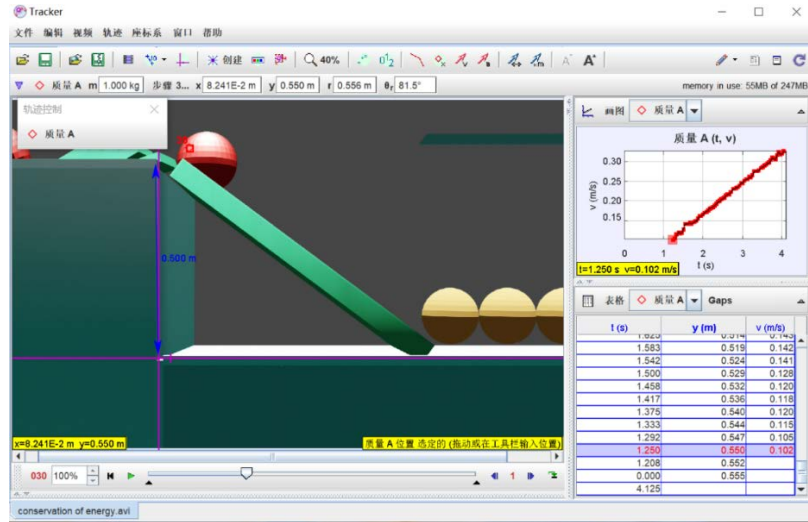 Tracker
文件 编辑 视频 轨迹 坐标系 窗口 帮助
创建 40% A A
质量 A m 1.000 kg 步骤 3... x 8.241E-2 m y 0.550 m r 0.556 m θr 81.5° memory in use: 55MB of 247MB
轨迹控制
质量 A
0.500 m
x=8.241E-2 m y=0.550 m
质量 A 位置 选定的 (拖动或在工具栏输入位置)
030 100% 1
conservation of energy.avi
画图 质量 A
质量 A (t, v)
v (m/s)
0.30
0.25
0.20
0.15
0 1 2 3 4
t (s)
t=1.250 s v=0.102 m/s
表格 质量 A Gaps
t (s) y (m) v (m/s)
1.625 0.514 0.143
1.583 0.519 0.142
1.542 0.524 0.141
1.500 0.529 0.128
1.458 0.532 0.120
1.417 0.536 0.118
1.375 0.540 0.120
1.333 0.544 0.115
1.292 0.547 0.105
1.250 0.550 0.102
1.208 0.552
0.000 0.555
4.125